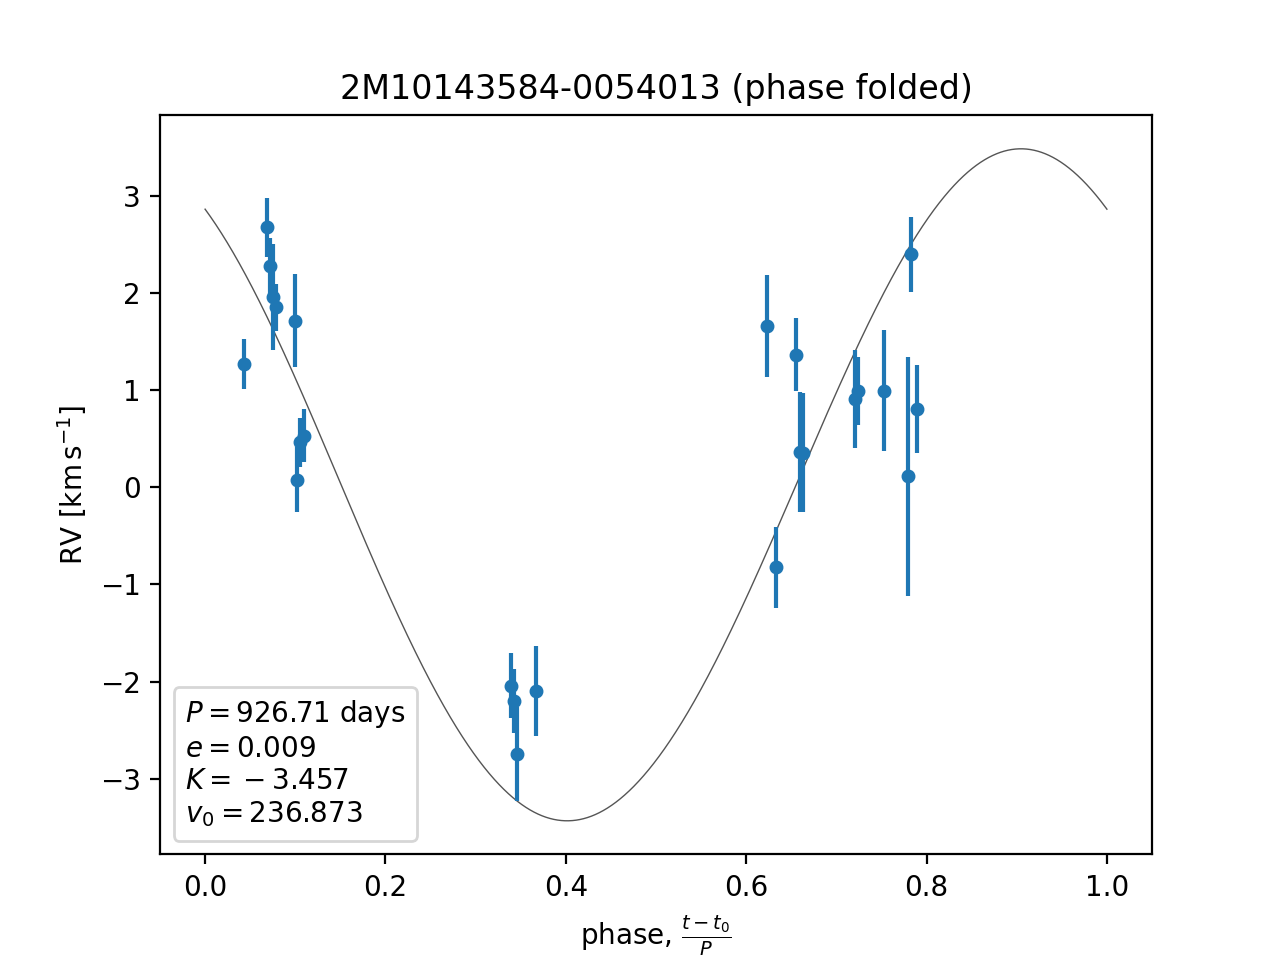 2M10143584-0054013 (phase folded)
RV [km s⁻¹]
3
2
1
0
−1
−2
−3
P = 926.71 days
e = 0.009
K = −3.457
v₀ = 236.873
0.0 0.2 0.4 0.6 0.8 1.0
phase, (t − t₀)/P